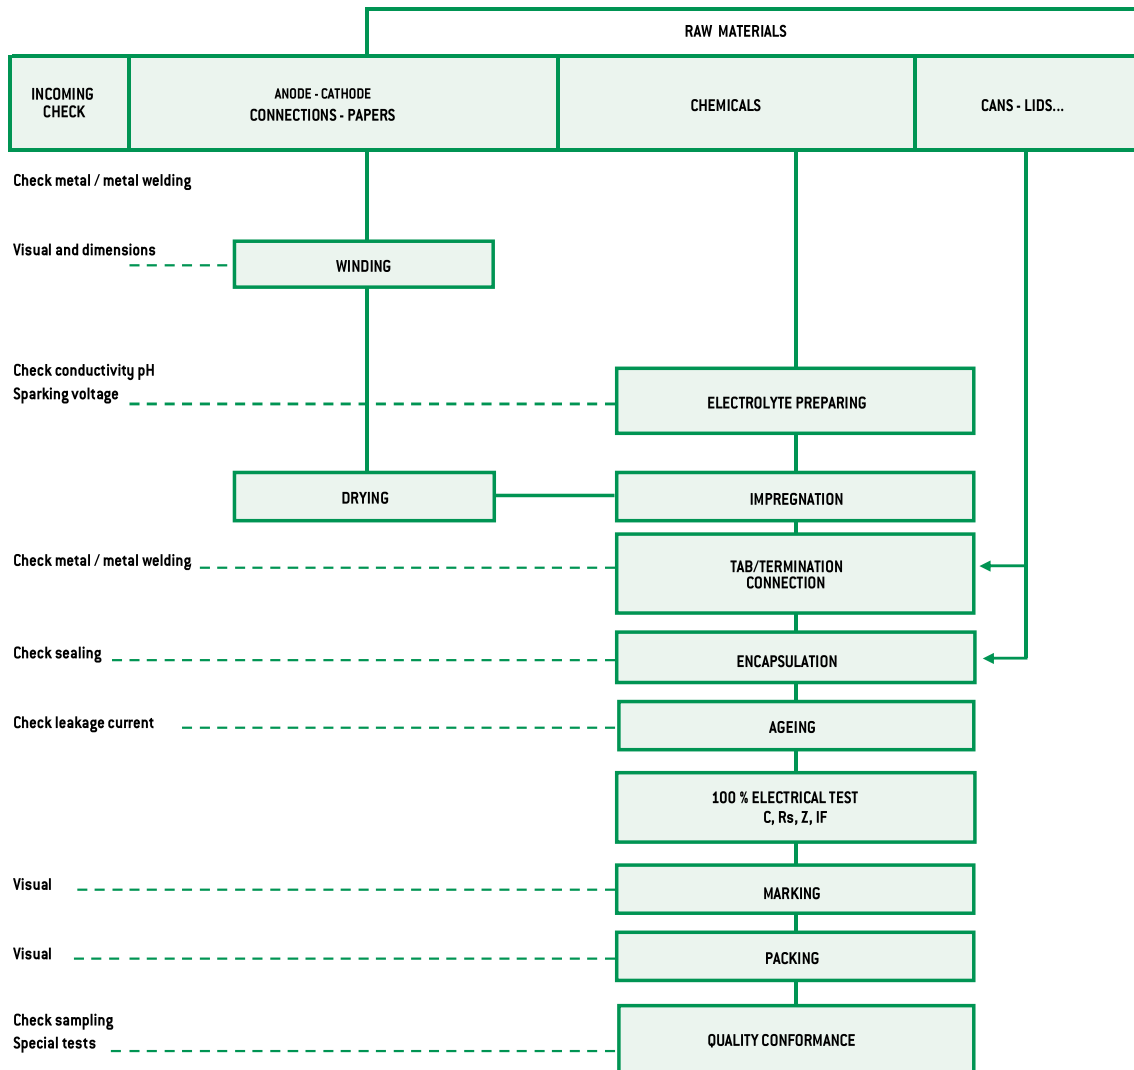 RAW MATERIALS
INCOMING
CHECK
ANODE - CATHODE
CONNECTIONS - PAPERS
CHEMICALS
CANS - LIDS...
Check metal / metal welding
Visual and dimensions
WINDING
Check conductivity pH
Sparking voltage
ELECTROLYTE PREPARING
DRYING
IMPREGNATION
Check metal / metal welding
TAB/TERMINATION
CONNECTION
Check sealing
ENCAPSULATION
Check leakage current
AGEING
100 % ELECTRICAL TEST
C, Rs, Z, IF
Visual
MARKING
Visual
PACKING
Check sampling
Special tests
QUALITY CONFORMANCE